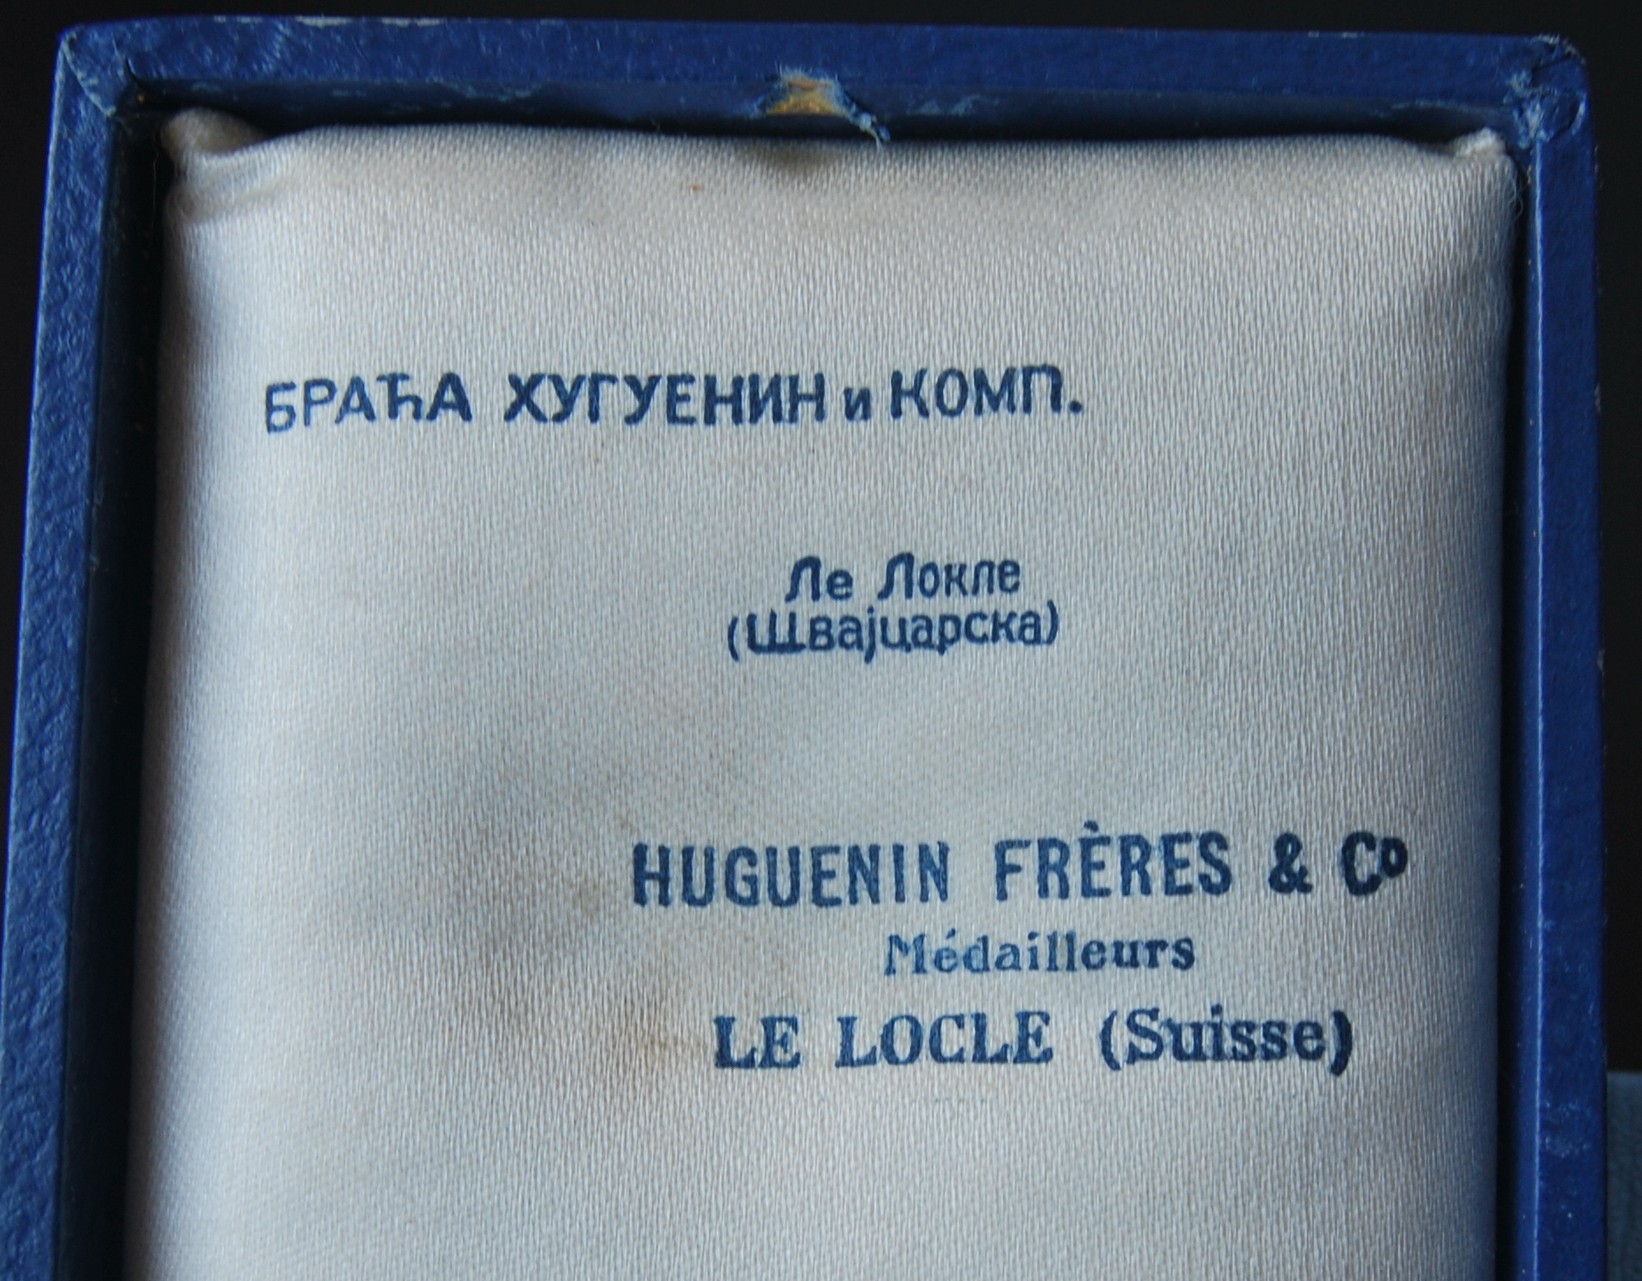 БРАЋА ХУГУЕНИН и КОМП.
Ле Локле
(Швајцарска)
HUGUENIN FRÈRES & Co
Médailleurs
LE LOCLE (Suisse)